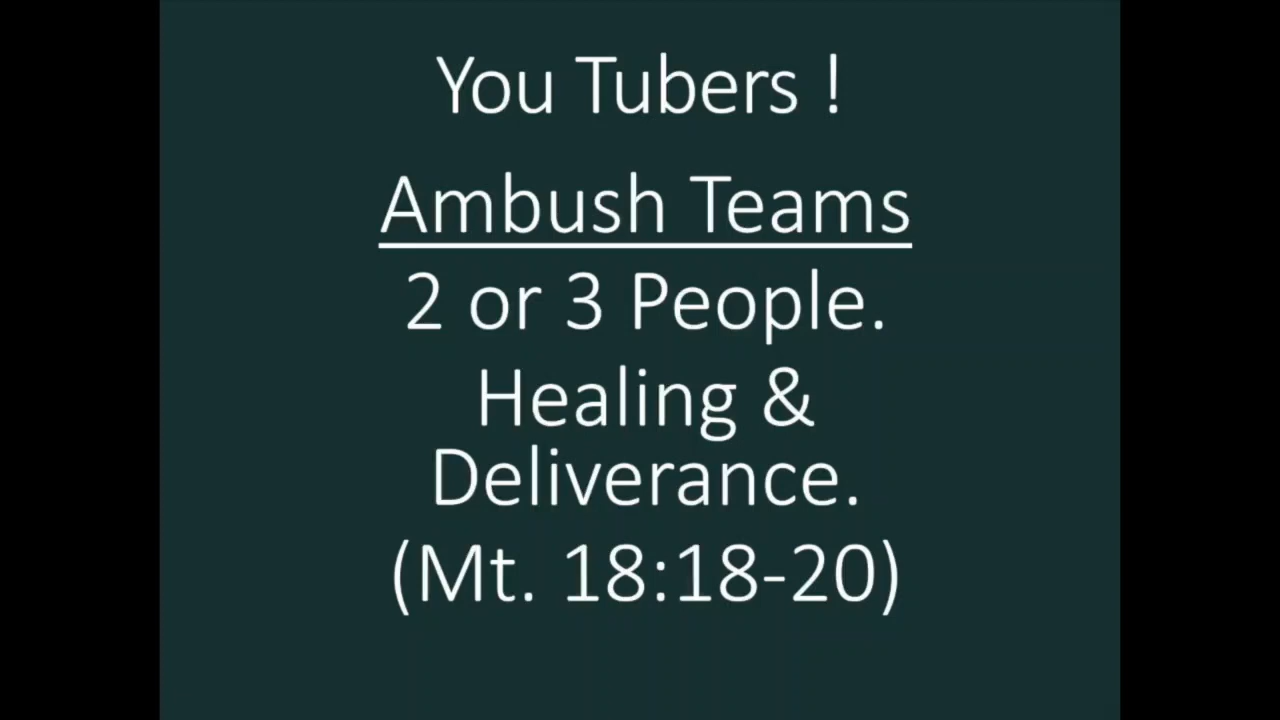 You Tubers !
Ambush Teams
2 or 3 People.
Healing &
Deliverance.
(Mt. 18:18-20)